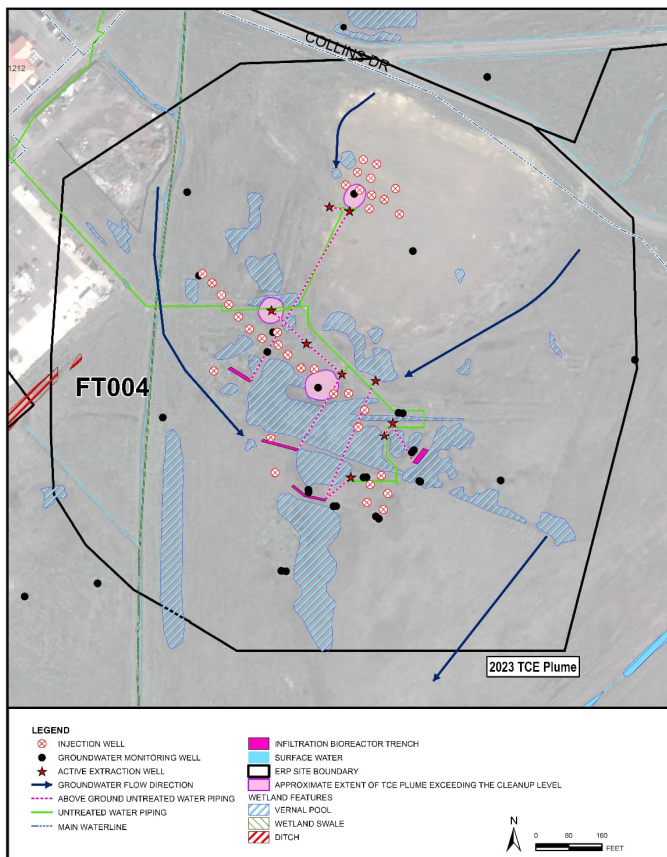 COLLINS DR
1212
FT004
2023 TCE Plume
LEGEND
INJECTION WELL
GROUNDWATER MONITORING WELL
ACTIVE EXTRACTION WELL
GROUNDWATER FLOW DIRECTION
ABOVE GROUND UNTREATED WATER PIPING
UNTREATED WATER PIPING
MAIN WATERLINE
INFILTRATION BIOREACTOR TRENCH
SURFACE WATER
ERP SITE BOUNDARY
APPROXIMATE EXTENT OF TCE PLUME EXCEEDING THE CLEANUP LEVEL
WETLAND FEATURES
VERNAL POOL
WETLAND SWALE
DITCH
N
0 80 160
FEET